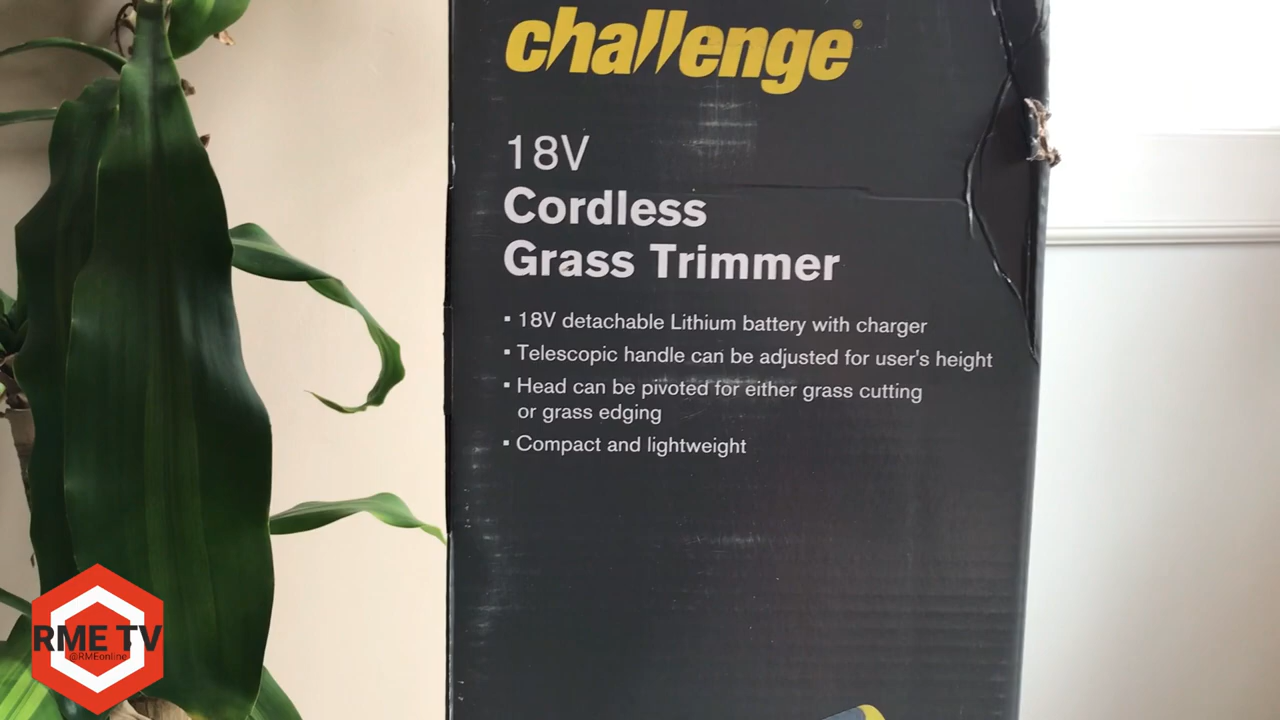 challenge®
18V
Cordless
Grass Trimmer
▪ 18V detachable Lithium battery with charger
▪ Telescopic handle can be adjusted for user's height
▪ Head can be pivoted for either grass cutting
or grass edging
▪ Compact and lightweight
RME TV
@RMEonline